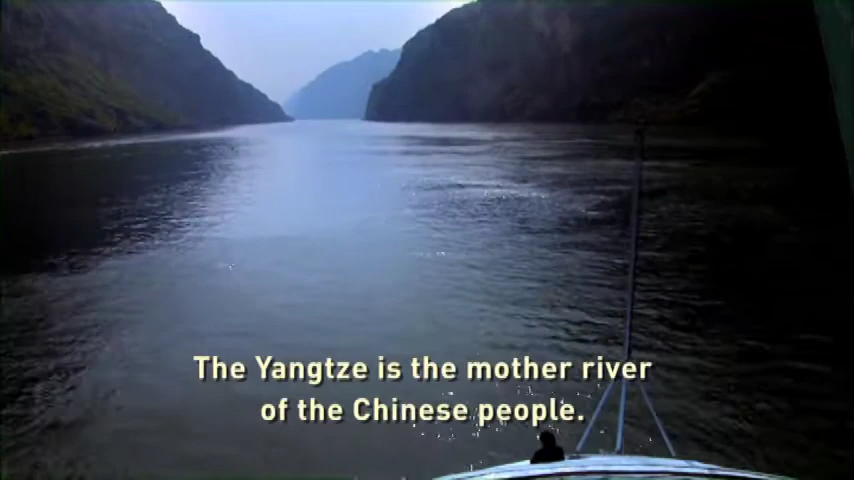 The Yangtze is the mother river
of the Chinese people.